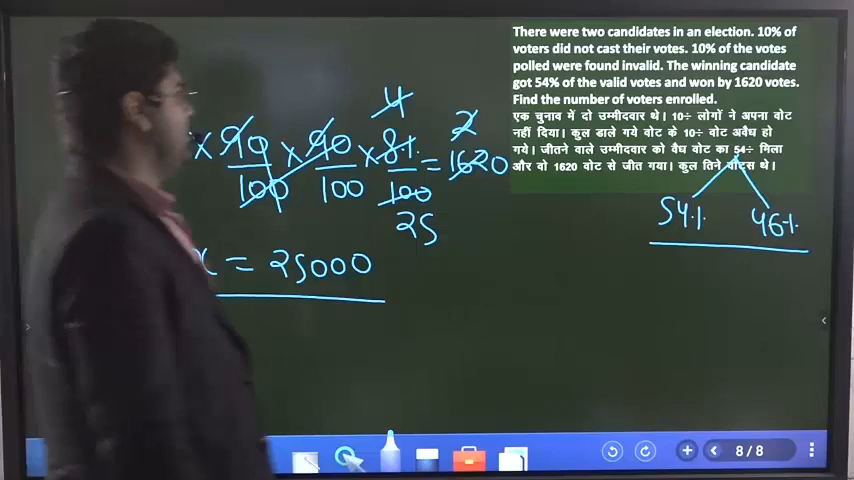 There were two candidates in an election. 10% of
voters did not cast their votes. 10% of the votes
polled were found invalid. The winning candidate
got 54% of the valid votes and won by 1620 votes.
Find the number of voters enrolled.
एक चुनाव में दो उम्मीदवार थे। 10÷ लोगों ने अपना वोट
नहीं दिया। कुल डाले गये वोट के 10÷ वोट अवैध हो
गये। जीतने वाले उम्मीदवार को वैघ वोट का 54÷ मिला
और वो 1620 वोट से जीत गया। कुल तिने वोटस थे।
54% 46%
4 2
× 90/100 × 90/100 × 8%/100 = 1620
25
x = 25000
8 / 8